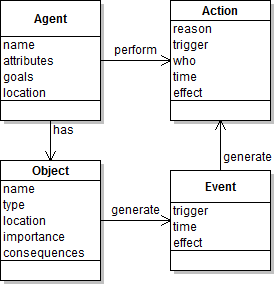 Agent
name
attributes
goals
location
perform
Action
reason
trigger
who
time
effect
has
generate
Object
name
type
location
importance
consequences
generate
Event
trigger
time
effect